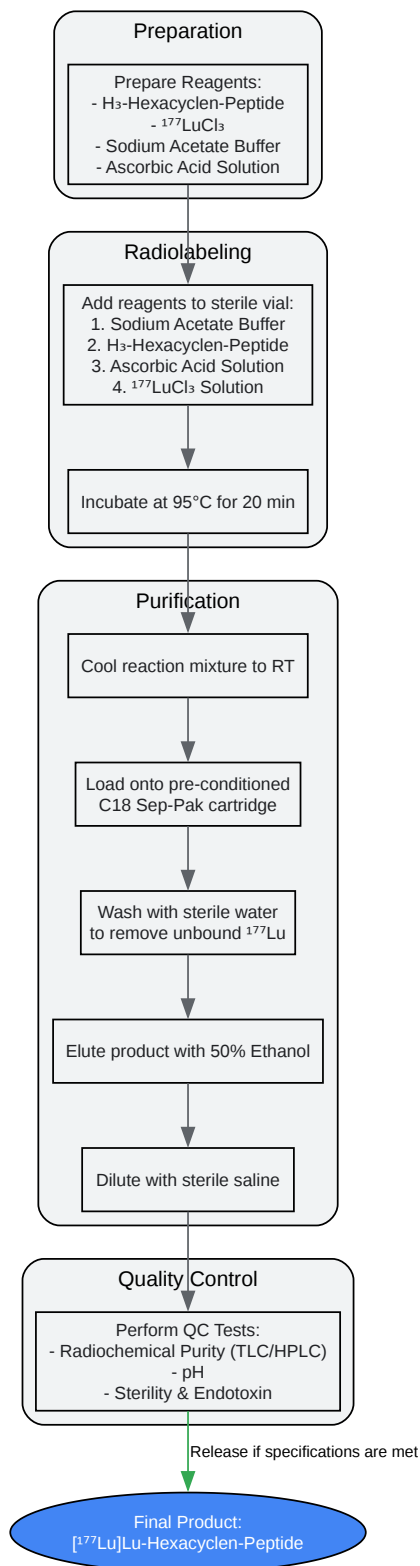 Preparation
Prepare Reagents:
- H₃-Hexacyclen-Peptide
- ¹⁷⁷LuCl₃
- Sodium Acetate Buffer
- Ascorbic Acid Solution
Radiolabeling
Add reagents to sterile vial:
1. Sodium Acetate Buffer
2. H₃-Hexacyclen-Peptide
3. Ascorbic Acid Solution
4. ¹⁷⁷LuCl₃ Solution
Incubate at 95°C for 20 min
Purification
Cool reaction mixture to RT
Load onto pre-conditioned
C18 Sep-Pak cartridge
Wash with sterile water
to remove unbound ¹⁷⁷Lu
Elute product with 50% Ethanol
Dilute with sterile saline
Quality Control
Perform QC Tests:
- Radiochemical Purity (TLC/HPLC)
- pH
- Sterility & Endotoxin
Release if specifications are met
Final Product:
[¹⁷⁷Lu]Lu-Hexacyclen-Peptide